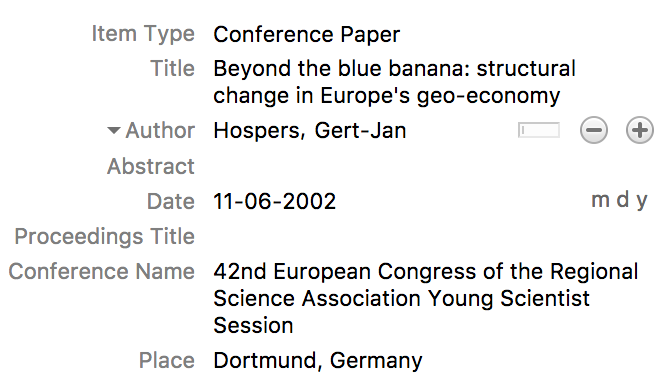 Item Type Conference Paper
Title Beyond the blue banana: structural
change in Europe's geo-economy
Author Hospers, Gert-Jan
Abstract
Date 11-06-2002 m d y
Proceedings Title
Conference Name 42nd European Congress of the Regional
Science Association Young Scientist
Session
Place Dortmund, Germany